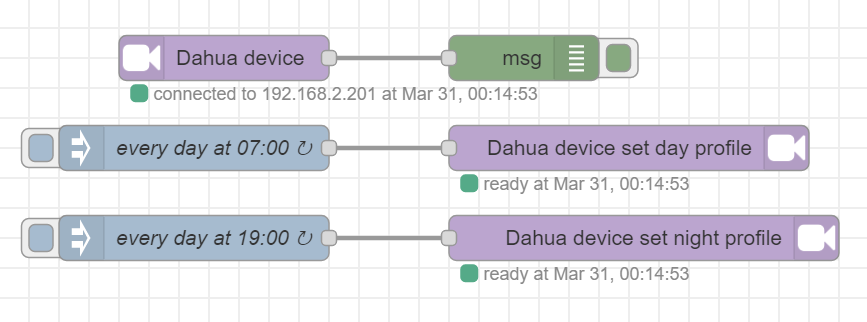 Dahua device
msg
connected to 192.168.2.201 at Mar 31, 00:14:53
every day at 07:00 ↻
Dahua device set day profile
ready at Mar 31, 00:14:53
every day at 19:00 ↻
Dahua device set night profile
ready at Mar 31, 00:14:53